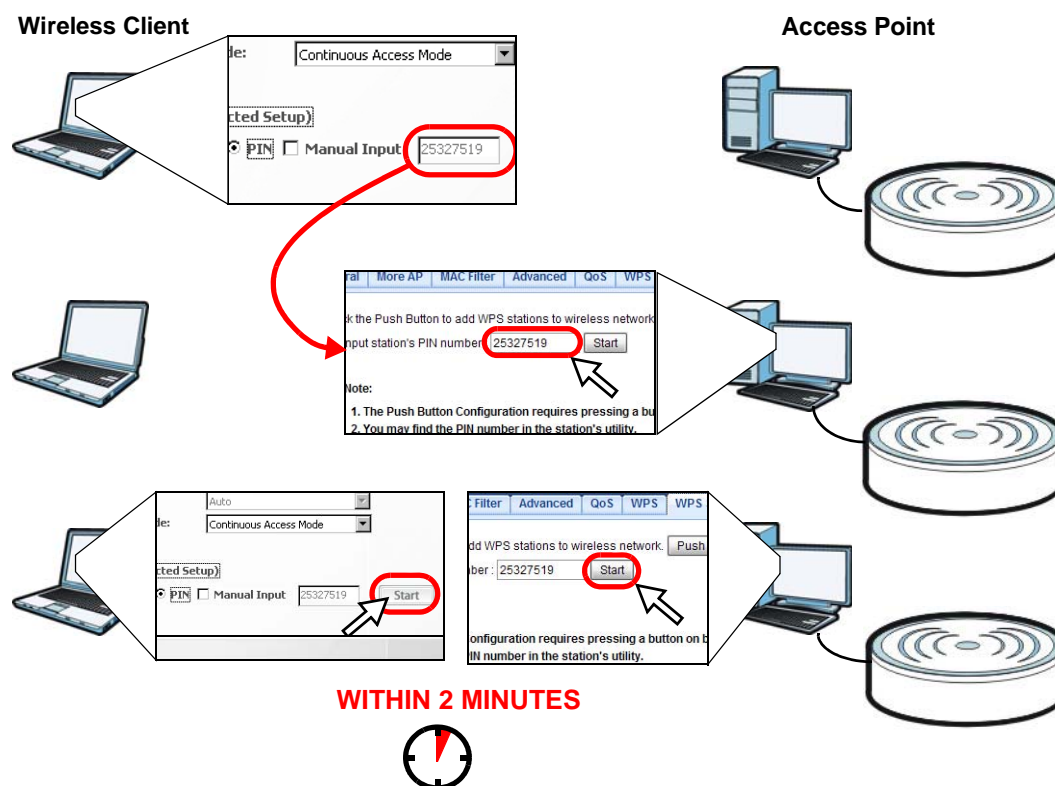 Wireless Client
Access Point
de:
Continuous Access Mode
cted Setup)
PIN
Manual Input
25327519
ral More AP MAC Filter Advanced QoS WPS
ck the Push Button to add WPS stations to wireless network
nput station's PIN number 25327519 Start
Note:
1. The Push Button Configuration requires pressing a bu
2. You may find the PIN number in the station's utility.
Auto
de:
Continuous Access Mode
cted Setup)
PIN
Manual Input
25327519
Start
C Filter Advanced QoS WPS WPS
dd WPS stations to wireless network. Push
ber : 25327519 Start
onfiguration requires pressing a button on b
PIN number in the station's utility.
WITHIN 2 MINUTES